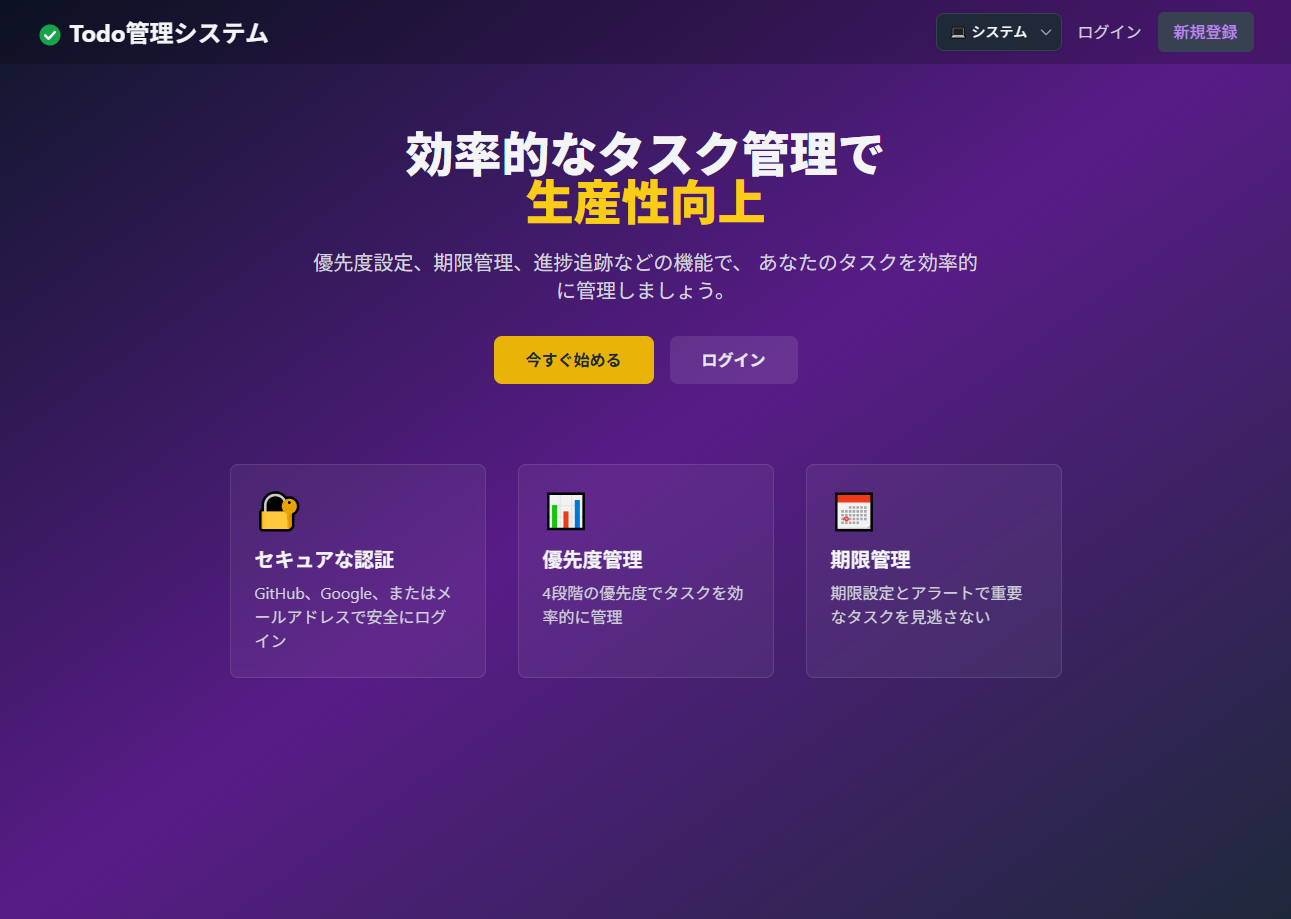 Todo管理システム
システム
ログイン
新規登録
効率的なタスク管理で
生産性向上
優先度設定、期限管理、進捗追跡などの機能で、 あなたのタスクを効率的
に管理しましょう。
今すぐ始める
ログイン
セキュアな認証
GitHub、Google、またはメ
ールアドレスで安全にログ
イン
優先度管理
4段階の優先度でタスクを効
率的に管理
期限管理
期限設定とアラートで重要
なタスクを見逃さない